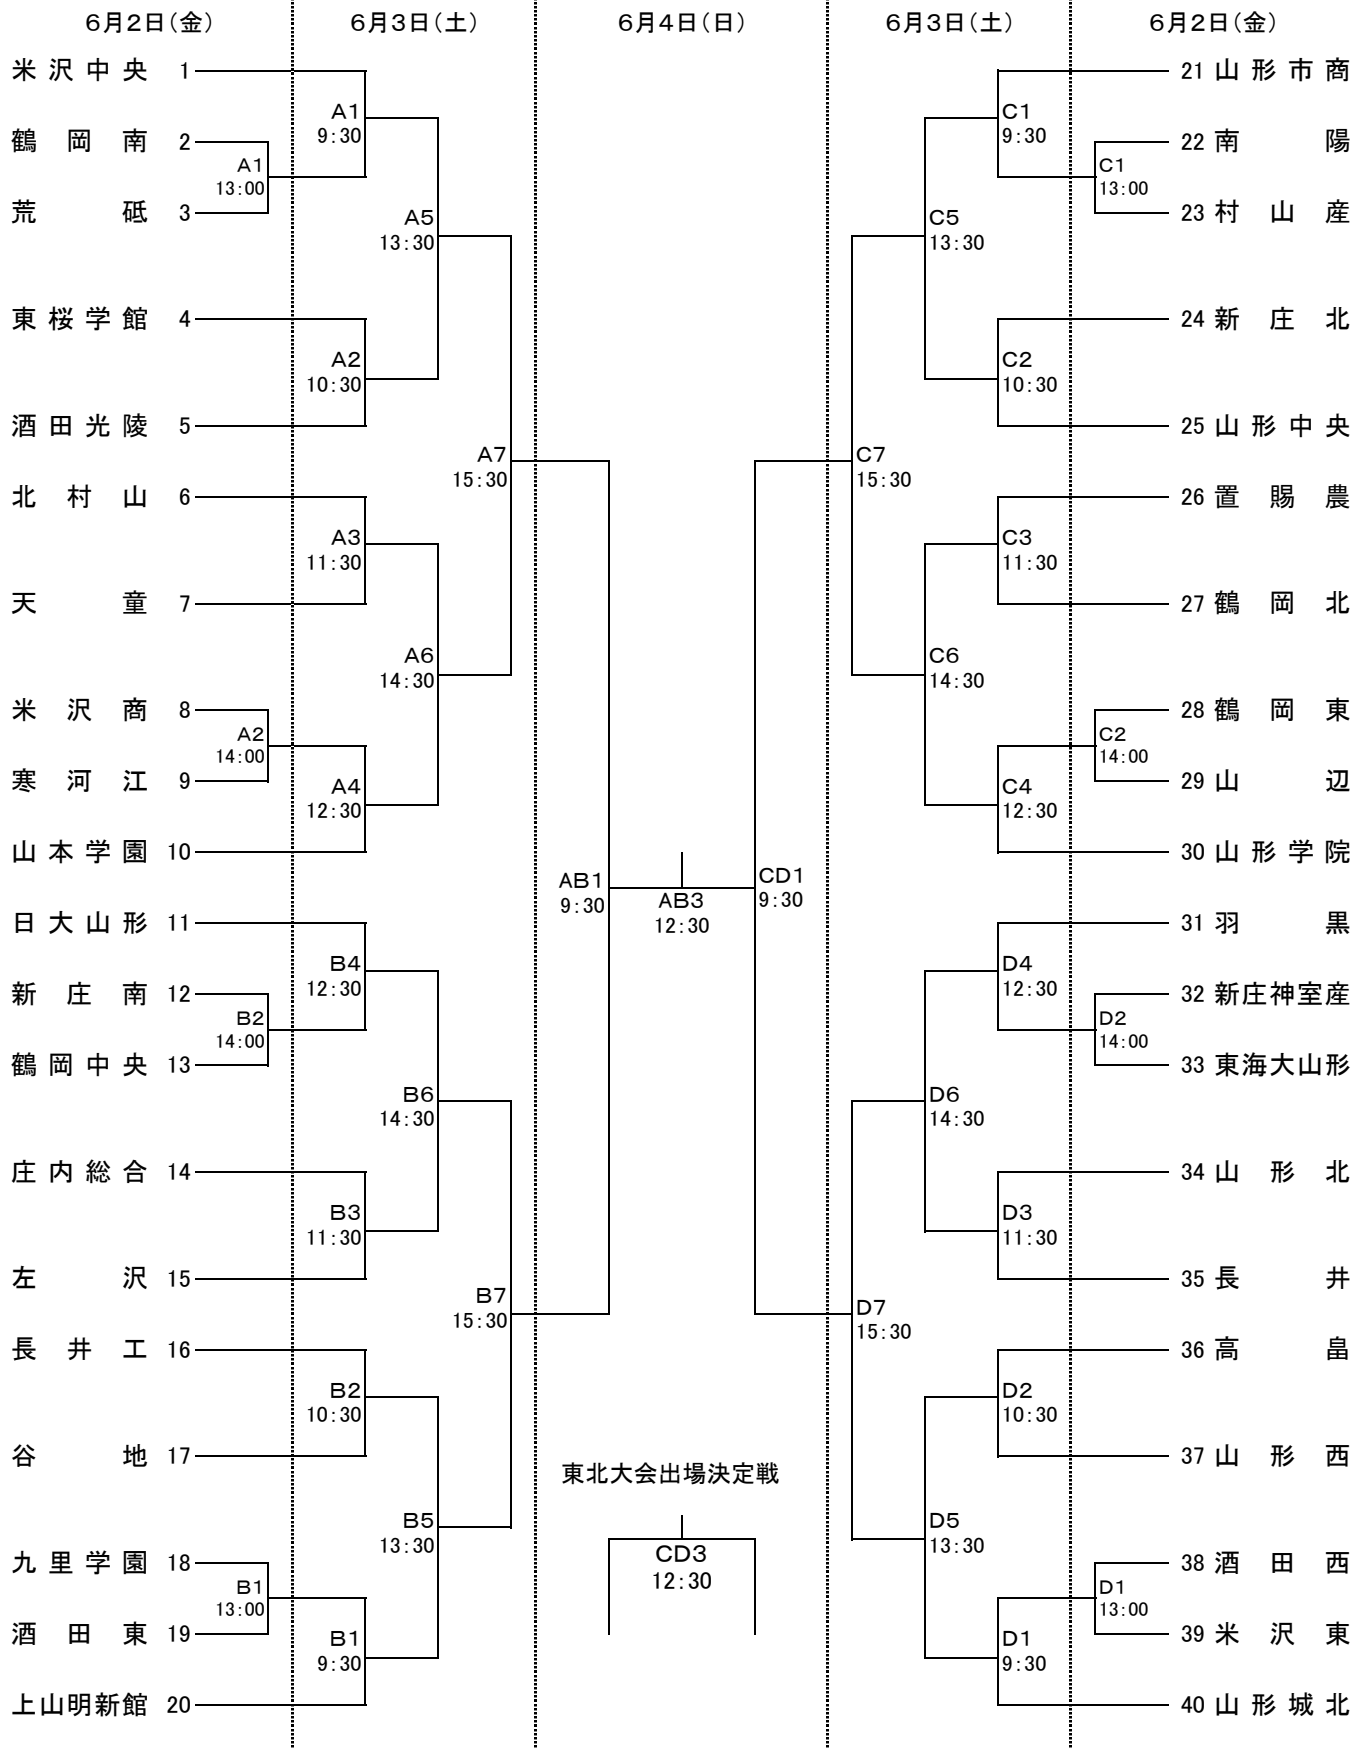 6月2日(金) 6月3日(土) 6月4日(日) 6月3日(土) 6月2日(金)
米沢中央 1
鶴岡南 2
荒砥 3
東桜学館 4
酒田光陵 5
北村山 6
天童 7
米沢商 8
寒河江 9
山本学園 10
日大山形 11
新庄南 12
鶴岡中央 13
庄内総合 14
左沢 15
長井工 16
谷地 17
九里学園 18
酒田東 19
上山明新館 20
A1
13:00
A2
14:00
B2
14:00
B1
13:00
A1
9:30
A2
10:30
A3
11:30
A4
12:30
B4
12:30
B3
11:30
B2
10:30
B1
9:30
A5
13:30
A6
14:30
B6
14:30
B5
13:30
A7
15:30
B7
15:30
AB1
9:30
AB3
12:30
CD1
9:30
東北大会出場決定戦
CD3
12:30
C7
15:30
D7
15:30
C5
13:30
C6
14:30
D6
14:30
D5
13:30
C1
9:30
C2
10:30
C3
11:30
C4
12:30
D4
12:30
D3
11:30
D2
10:30
D1
9:30
C1
13:00
C2
14:00
D2
14:00
D1
13:00
21 山形市商
22 南陽
23 村山産
24 新庄北
25 山形中央
26 置賜農
27 鶴岡北
28 鶴岡東
29 山辺
30 山形学院
31 羽黒
32 新庄神室産
33 東海大山形
34 山形北
35 長井
36 高畠
37 山形西
38 酒田西
39 米沢東
40 山形城北